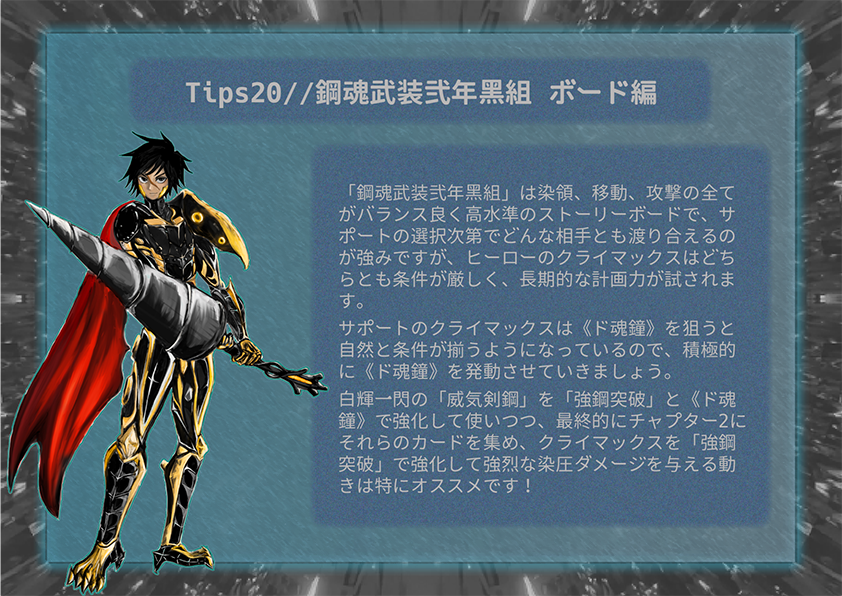 Tips20//鋼魂武装弐年黑組 ボード編
「鋼魂武装弐年黑組」は染領、移動、攻撃の全て
がバランス良く高水準のストーリーボードで、サ
ポートの選択次第でどんな相手とも渡り合えるの
が強みですが、ヒーローのクライマックスはどち
らとも条件が厳しく、長期的な計画力が試されま
す。
サポートのクライマックスは《ド魂鐘》を狙うと
自然と条件が揃うようになっているので、積極的
に《ド魂鐘》を発動させていきましょう。
白輝一閃の「威気剣鋼」を「強鋼突破」と《ド魂
鐘》で強化して使いつつ、最終的にチャプター2に
それらのカードを集め、クライマックスを「強鋼
突破」で強化して強烈な染圧ダメージを与える動
きは特にオススメです！